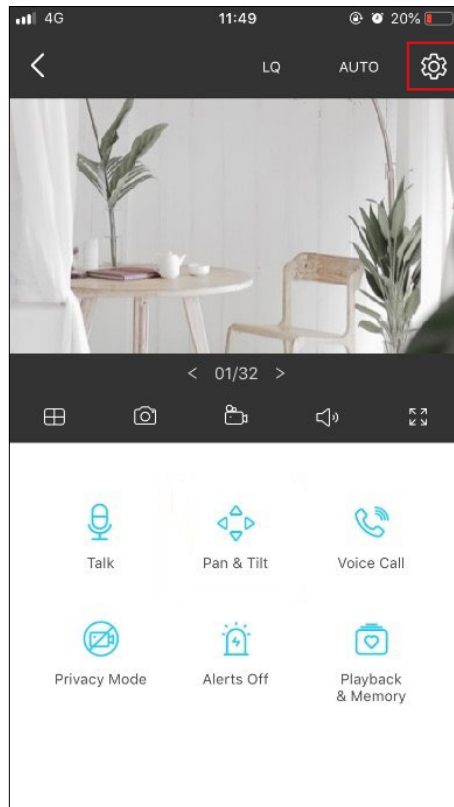 4G 11:49 20%
LQ AUTO
< 01/32 >
Talk Pan & Tilt Voice Call
Privacy Mode Alerts Off Playback
& Memory